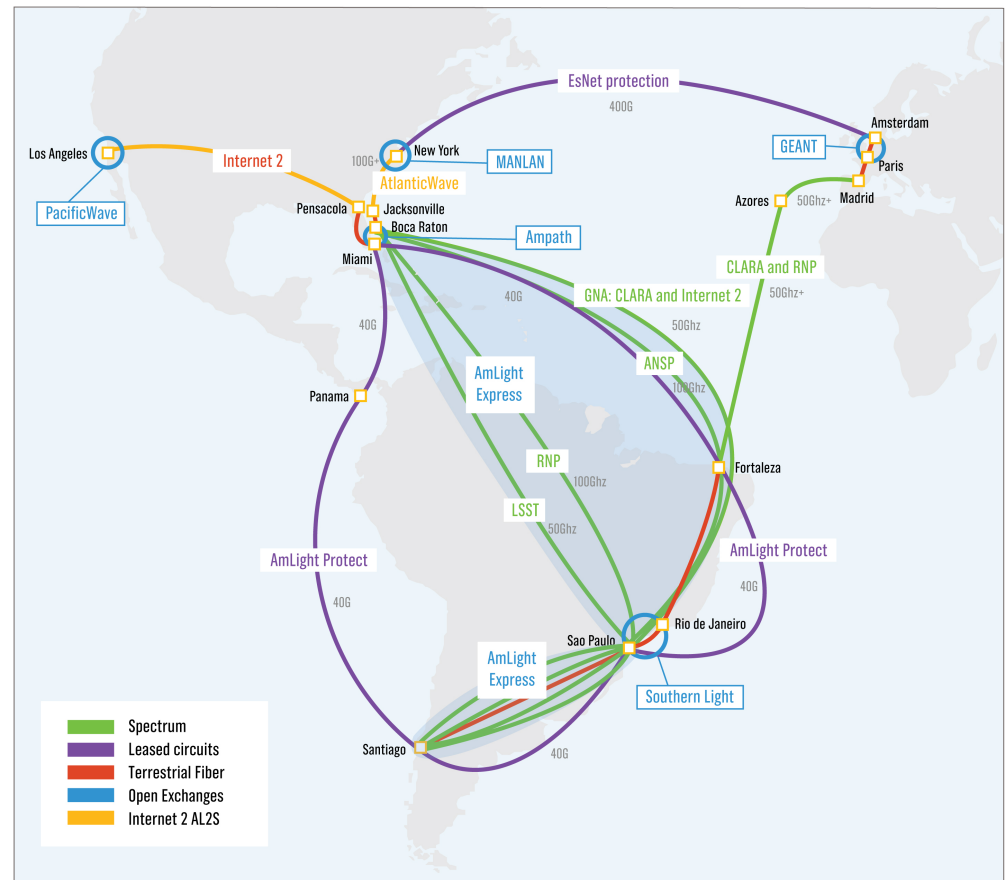 EsNet protection
400G
Amsterdam
Los Angeles
New York
GEANT
Internet 2
100G+
MANLAN
Paris
AtlanticWave
Azores
50Ghz+
Madrid
PacificWave
Pensacola
Jacksonville
Boca Raton
Ampath
Miami
CLARA and RNP
40G
GNA: CLARA and Internet 2
50Ghz+
40G
50Ghz
ANSP
AmLight
Express
100Ghz
Panama
RNP
Fortaleza
100Ghz
LSST
50Ghz
AmLight Protect
AmLight Protect
40G
40G
Rio de Janeiro
Sao Paulo
AmLight
Express
Southern Light
Santiago
40G
Spectrum
Leased circuits
Terrestrial Fiber
Open Exchanges
Internet 2 AL2S